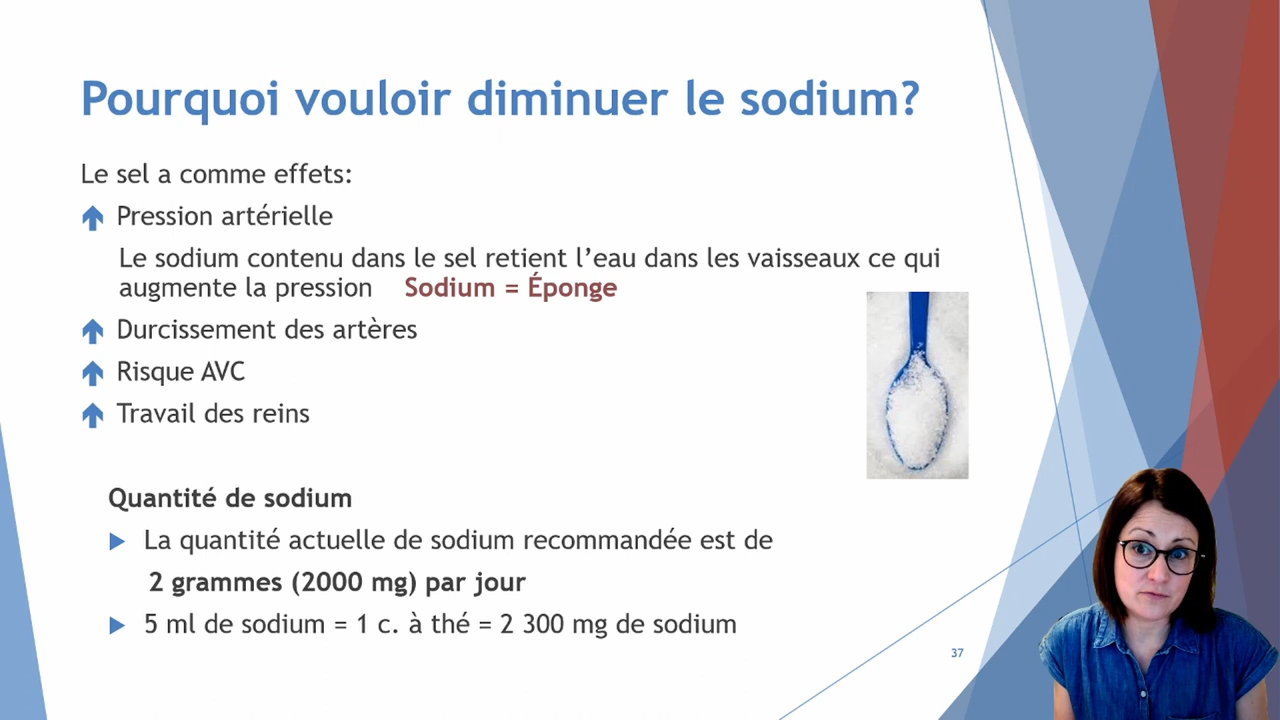 Pourquoi vouloir diminuer le sodium?
Le sel a comme effets:
Pression artérielle
Le sodium contenu dans le sel retient l’eau dans les vaisseaux ce qui
augmente la pression Sodium = Éponge
Durcissement des artères
Risque AVC
Travail des reins
Quantité de sodium
La quantité actuelle de sodium recommandée est de
2 grammes (2000 mg) par jour
5 ml de sodium = 1 c. à thé = 2 300 mg de sodium
37